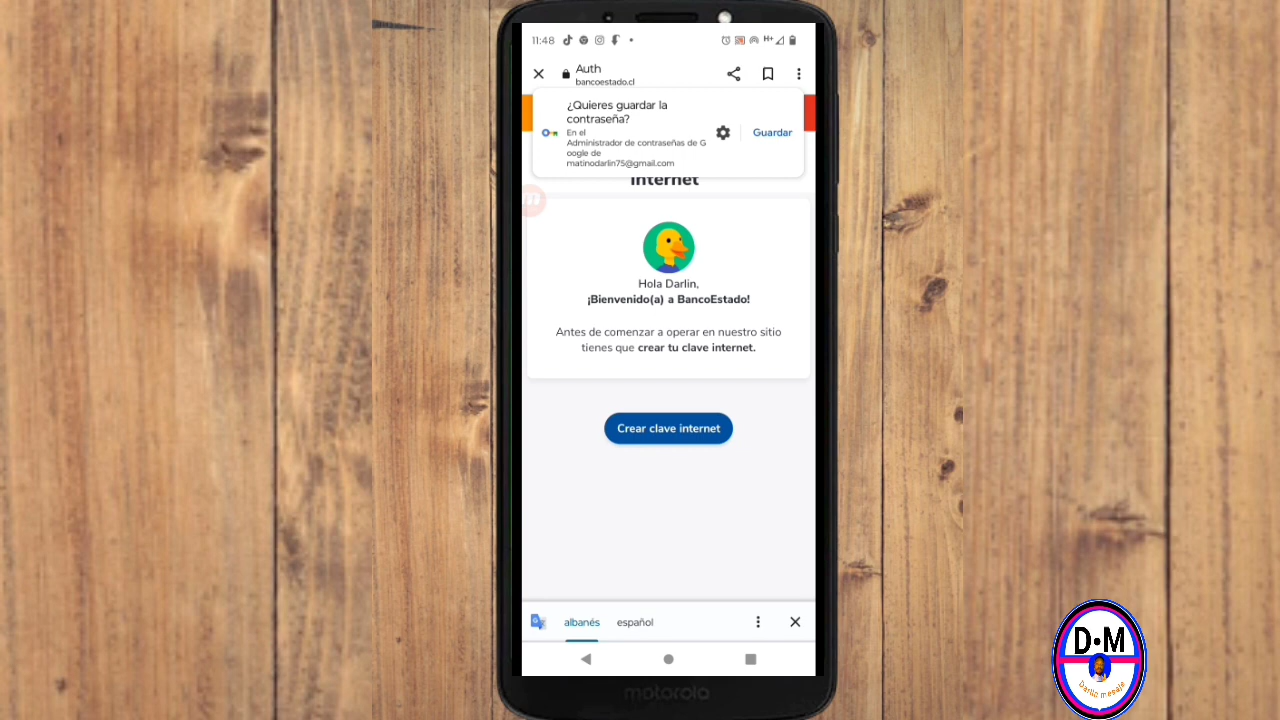 11:48
H+
Auth
bancoestado.cl
¿Quieres guardar la
contraseña?
En el
Administrador de contraseñas de G
oogle de
matinodarlin75@gmail.com
Guardar
Internet
m
Hola Darlin,
¡Bienvenido(a) a BancoEstado!
Antes de comenzar a operar en nuestro sitio
tienes que crear tu clave internet.
Crear clave internet
albanés español
motorola
D•M